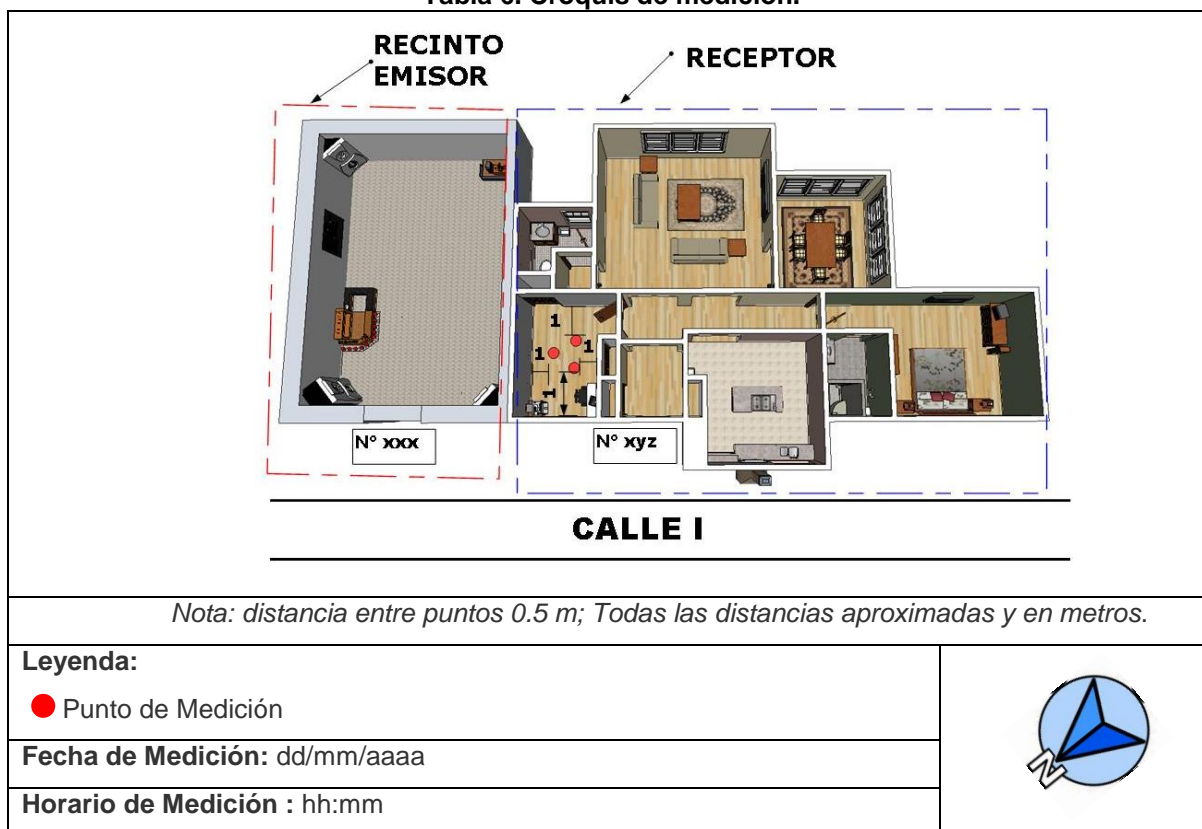 Tabla 6. Croquis de medición.
RECINTO
EMISOR
RECEPTOR
1
1
1
1
N° xxx
N° xyz
CALLE I
Nota: distancia entre puntos 0.5 m; Todas las distancias aproximadas y en metros.
Leyenda:
Punto de Medición
N
Fecha de Medición: dd/mm/aaaa
Horario de Medición : hh:mm